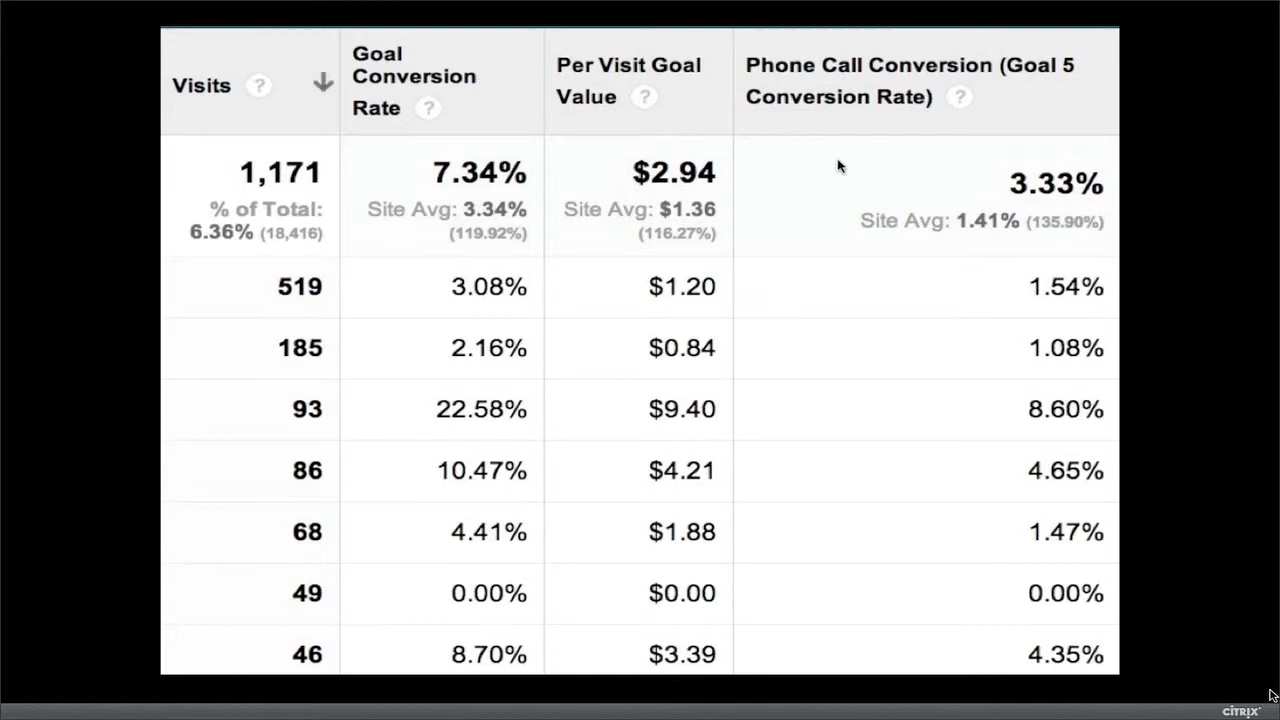 Visits ? Goal Conversion Rate ? Per Visit Goal Value ? Phone Call Conversion (Goal 5 Conversion Rate) ?
1,171 7.34% $2.94 3.33%
% of Total: 6.36% (18,416) Site Avg: 3.34% (119.92%) Site Avg: $1.36 (116.27%) Site Avg: 1.41% (135.90%)
519 3.08% $1.20 1.54%
185 2.16% $0.84 1.08%
93 22.58% $9.40 8.60%
86 10.47% $4.21 4.65%
68 4.41% $1.88 1.47%
49 0.00% $0.00 0.00%
46 8.70% $3.39 4.35%
CITRIX